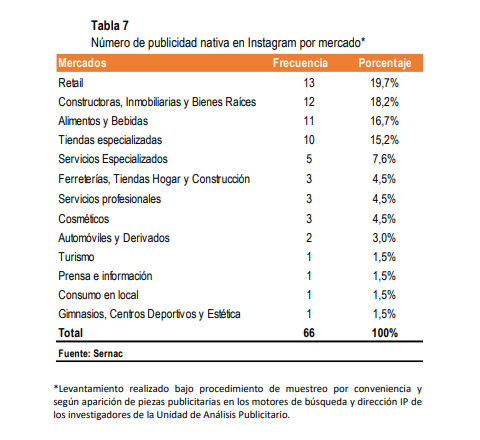 Tabla 7
Número de publicidad nativa en Instagram por mercado*
Mercados Frecuencia Porcentaje
Retail 13 19,7%
Constructoras, Inmobiliarias y Bienes Raíces 12 18,2%
Alimentos y Bebidas 11 16,7%
Tiendas especializadas 10 15,2%
Servicios Especializados 5 7,6%
Ferreterías, Tiendas Hogar y Construcción 3 4,5%
Servicios profesionales 3 4,5%
Cosméticos 3 4,5%
Automóviles y Derivados 2 3,0%
Turismo 1 1,5%
Prensa e información 1 1,5%
Consumo en local 1 1,5%
Gimnasios, Centros Deportivos y Estética 1 1,5%
Total 66 100%
Fuente: Sernac
*Levantamiento realizado bajo procedimiento de muestreo por conveniencia y
según aparición de piezas publicitarias en los motores de búsqueda y dirección IP de
los investigadores de la Unidad de Análisis Publicitario.